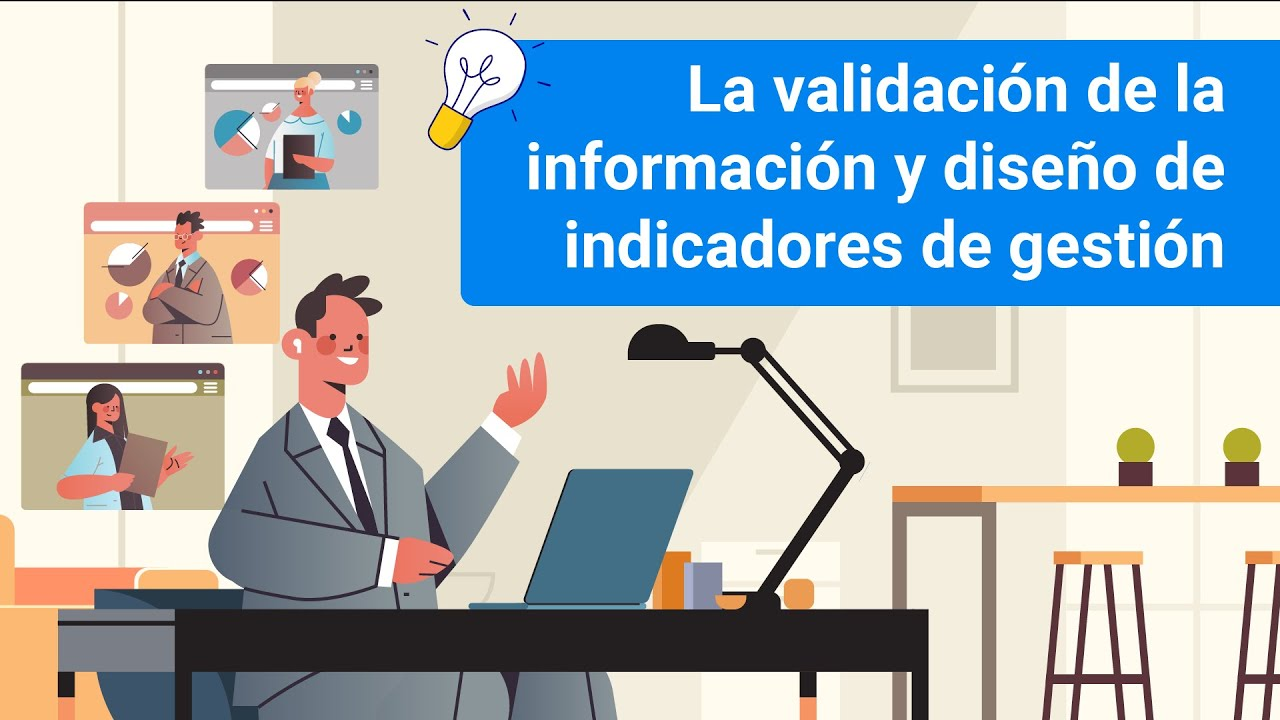 La validación de la
información y diseño de
indicadores de gestión